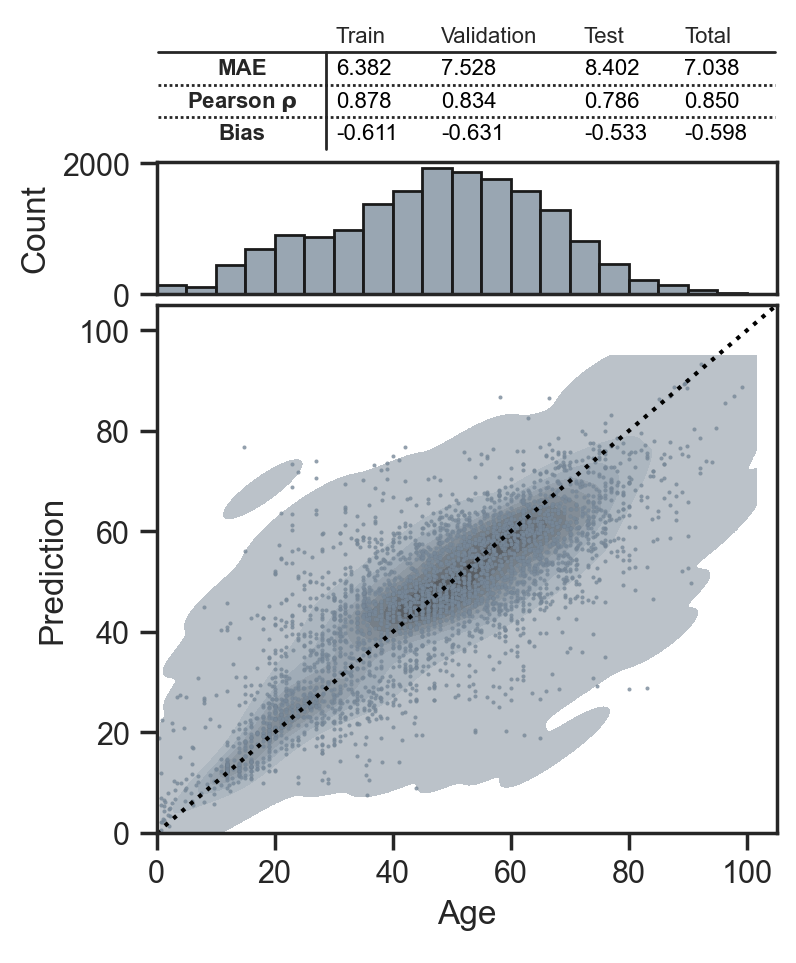 Train Validation Test Total
MAE 6.382 7.528 8.402 7.038
Pearson ρ 0.878 0.834 0.786 0.850
Bias -0.611 -0.631 -0.533 -0.598
2000
Count
0
100
80
60
Prediction
40
20
0
0 20 40 60 80 100
Age